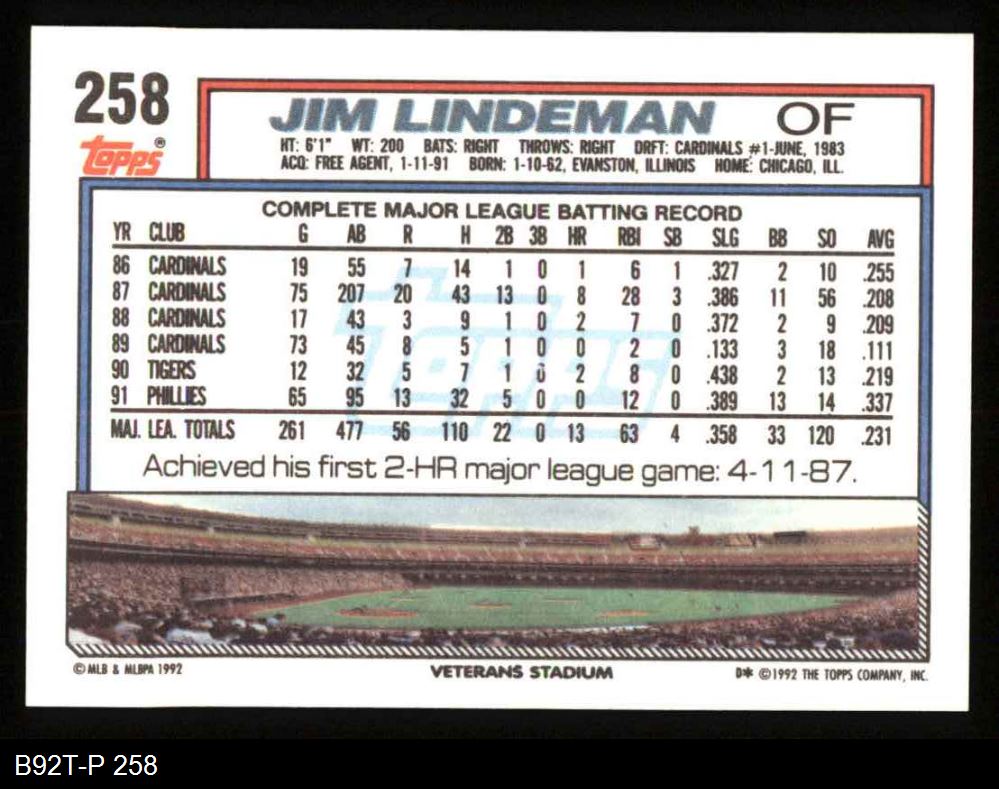 258
Topps®
JIM LINDEMAN OF
HT: 6'1" WT: 200 BATS: RIGHT THROWS: RIGHT DRFT: CARDINALS #1-JUNE, 1983
ACQ: FREE AGENT, 1-11-91 BORN: 1-10-62, EVANSTON, ILLINOIS HOME: CHICAGO, ILL.
COMPLETE MAJOR LEAGUE BATTING RECORD
YR CLUB G AB R H 2B 3B HR RBI SB SLG BB SO AVG
86 CARDINALS 19 55 7 14 1 0 1 6 1 .327 2 10 .255
87 CARDINALS 75 207 20 43 13 0 8 28 3 .386 11 56 .208
88 CARDINALS 17 43 3 9 1 0 2 7 0 .372 2 9 .209
89 CARDINALS 73 45 8 5 1 0 0 2 0 .133 3 18 .111
90 TIGERS 12 32 5 7 1 0 2 8 0 .438 2 13 .219
91 PHILLIES 65 95 13 32 5 0 0 12 0 .389 13 14 .337
MAJ. LEA. TOTALS 261 477 56 110 22 0 13 63 4 .358 33 120 .231
Topps
Achieved his first 2-HR major league game: 4-11-87.
© MLB & MLBPA 1992 VETERANS STADIUM D* © 1992 THE TOPPS COMPANY, INC.
B92T-P 258